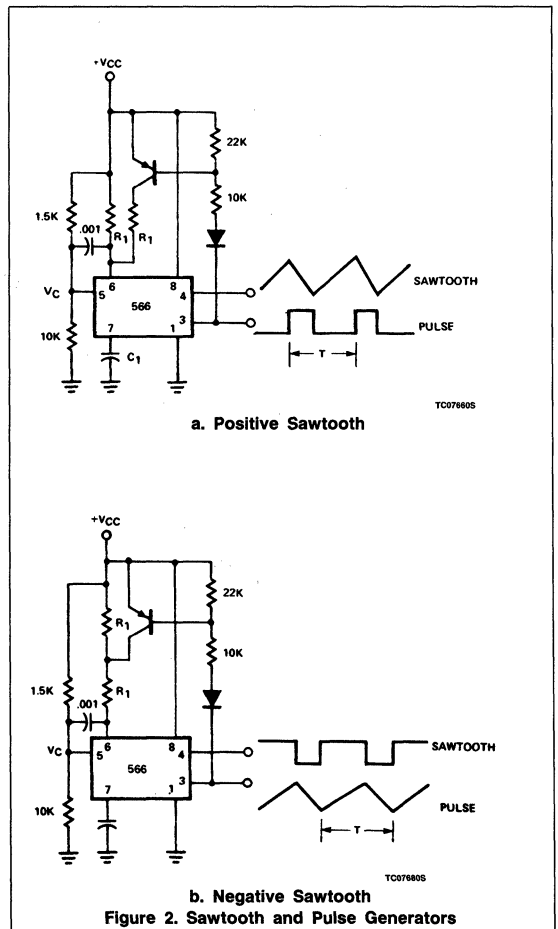 +VCC
22K
10K
1.5K
.001
R1
R1
VC
5
6
8
4
566
3
7
1
10K
C1
SAWTOOTH
PULSE
T
TC07660S
a. Positive Sawtooth
+VCC
22K
R1
10K
1.5K
R1
.001
VC
5
6
8
4
566
3
7
1
10K
SAWTOOTH
PULSE
T
TC07680S
b. Negative Sawtooth
Figure 2. Sawtooth and Pulse Generators